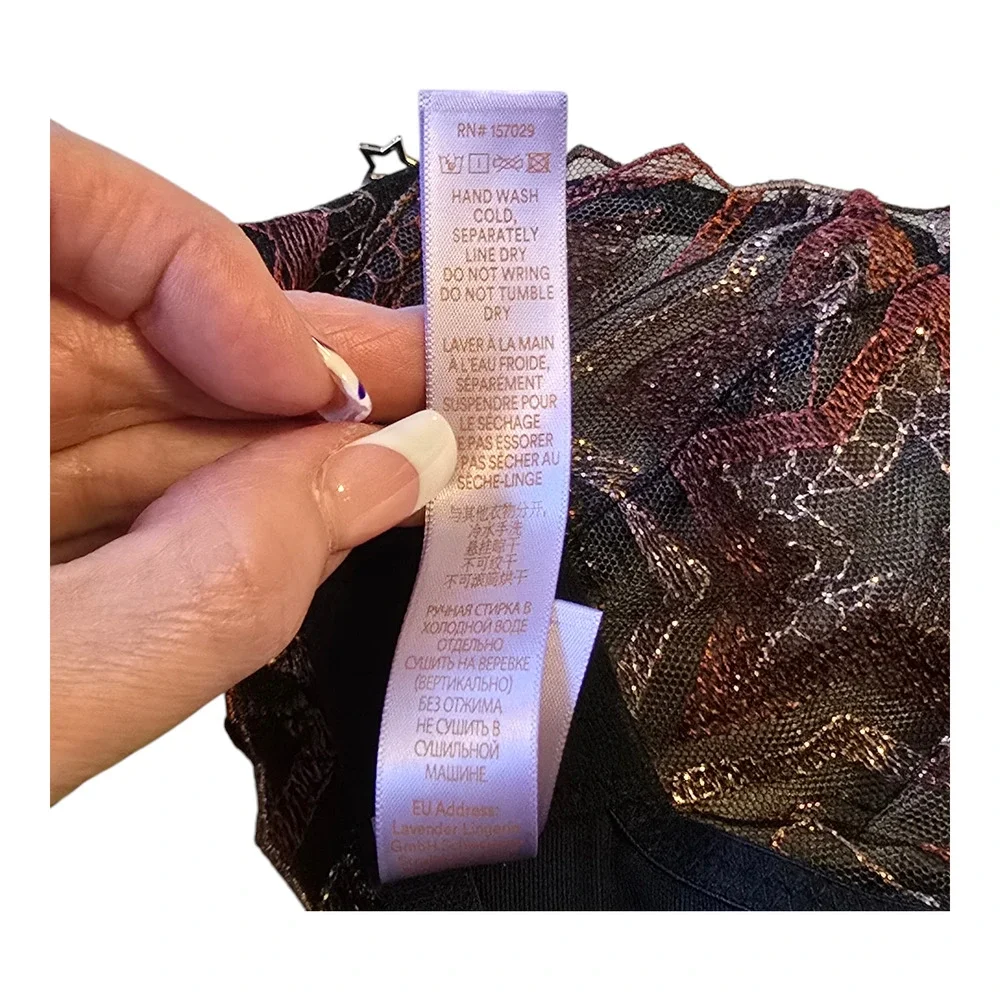 RN# 157029
HAND WASH
COLD,
SEPARATELY
LINE DRY
DO NOT WRING
DO NOT TUMBLE
DRY
LAVER À LA MAIN
À L'EAU FROIDE,
SÉPAREMENT
SUSPENDRE POUR
LE SÉCHAGE
PAS ESSORER
PAS SÉCHER AU
SÈCHE-LINGE
与其他衣物分开,
冷水手洗
悬挂晾干
不可绞干
不可滚筒烘干
РУЧНАЯ СТИРКА В
ХОЛОДНОЙ ВОДЕ
ОТДЕЛЬНО
СУШИТЬ НА ВЕРЕВКЕ
(ВЕРТИКАЛЬНО)
БЕЗ ОТЖИМА
НЕ СУШИТЬ В
СУШИЛЬНОЙ
МАШИНЕ
EU Address:
Lavender Lingerie
GmbH